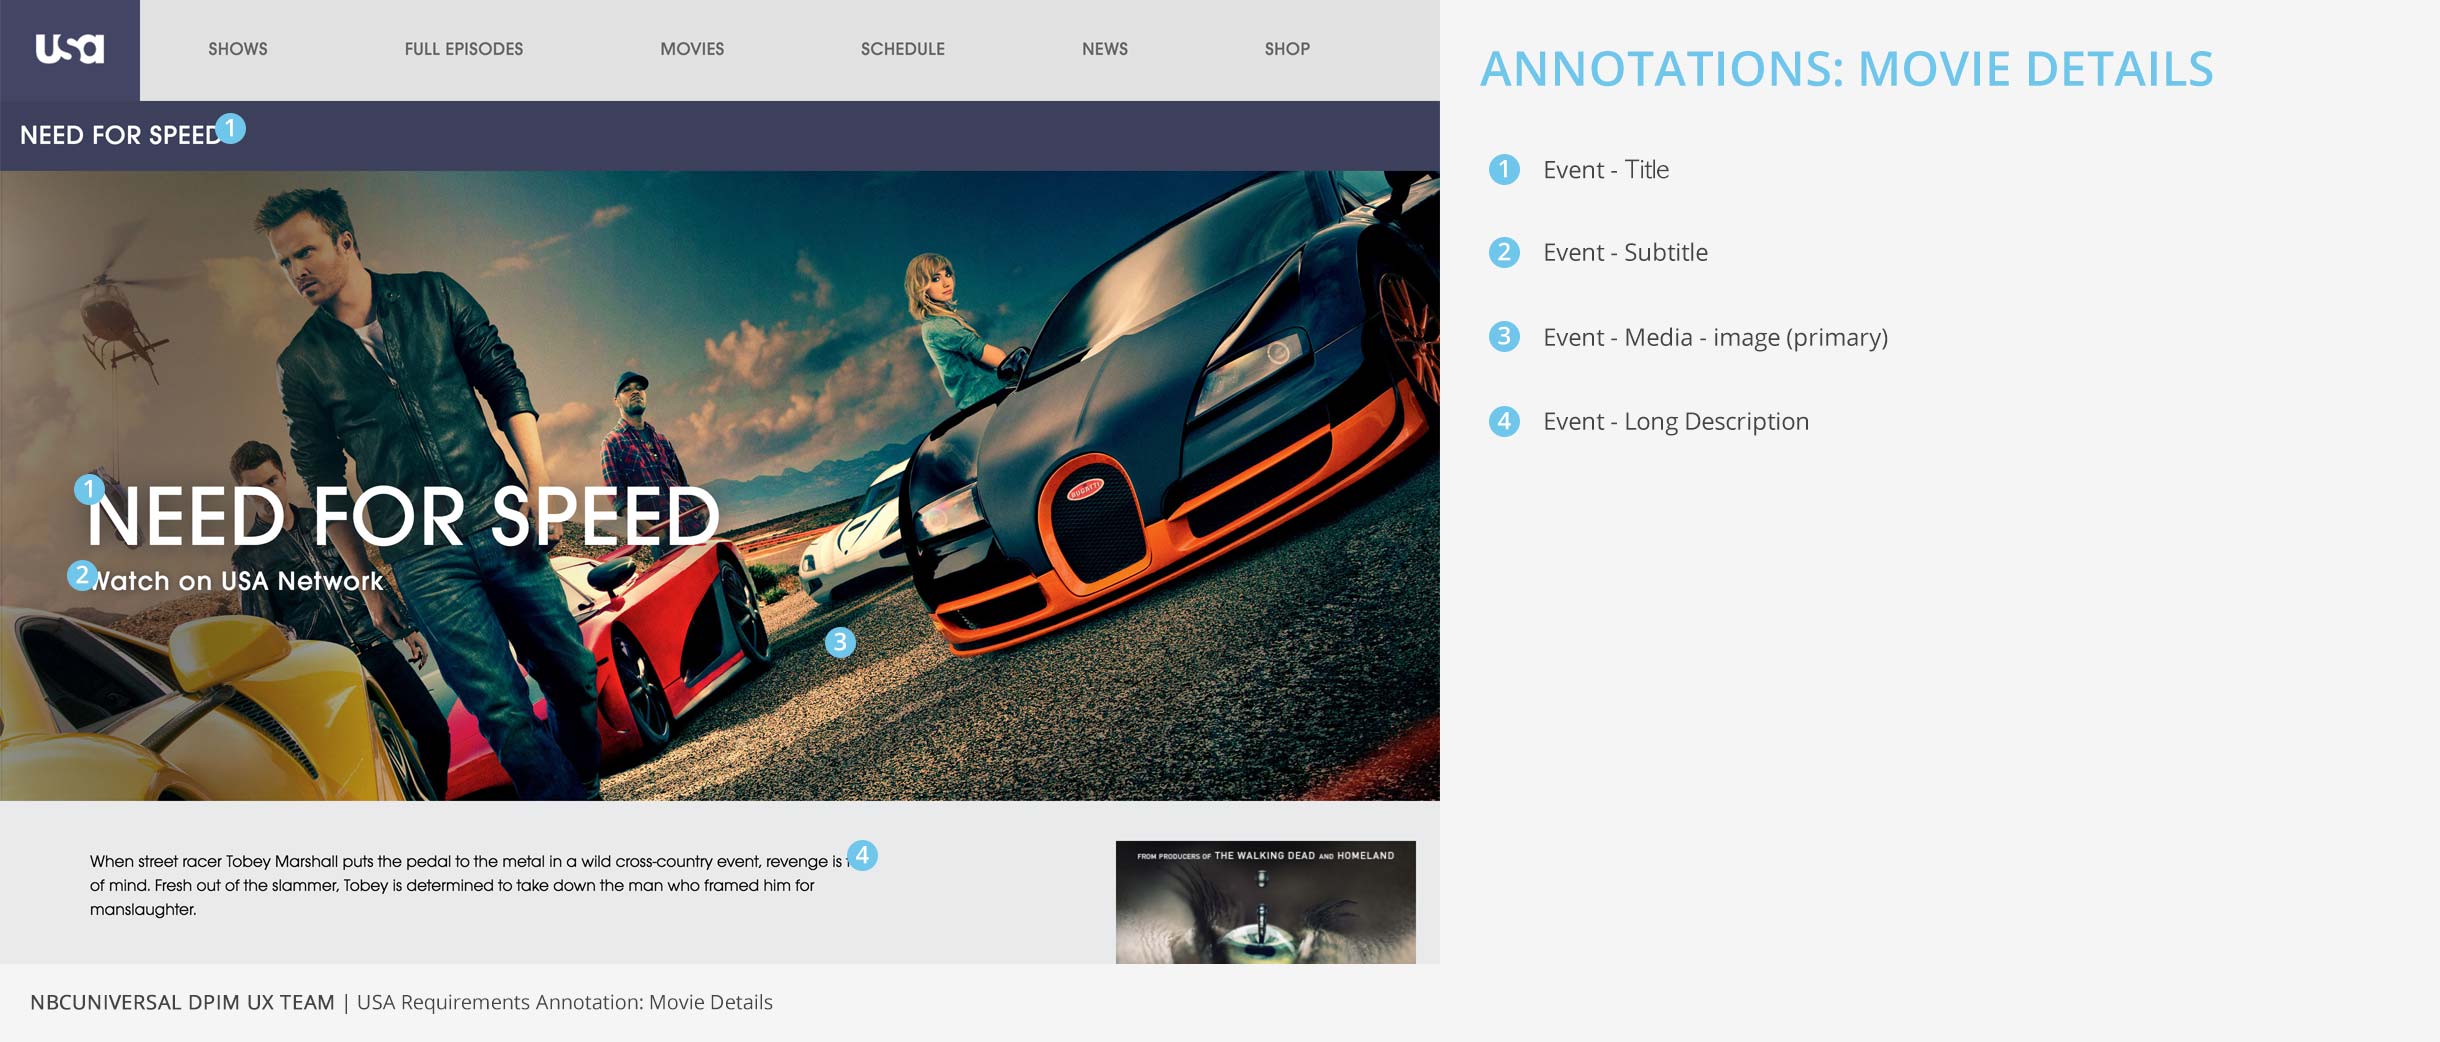 usa
SHOWS FULL EPISODES MOVIES SCHEDULE NEWS SHOP
NEED FOR SPEED 1
1
NEED FOR SPEED
2 Watch on USA Network
3
BUGATTI
When street racer Tobey Marshall puts the pedal to the metal in a wild cross-country event, revenge is 4
of mind. Fresh out of the slammer, Tobey is determined to take down the man who framed him for
manslaughter.
FROM PRODUCERS OF THE WALKING DEAD AND HOMELAND
NBCUNIVERSAL DPIM UX TEAM | USA Requirements Annotation: Movie Details
ANNOTATIONS: MOVIE DETAILS
1 Event - Title
2 Event - Subtitle
3 Event - Media - image (primary)
4 Event - Long Description